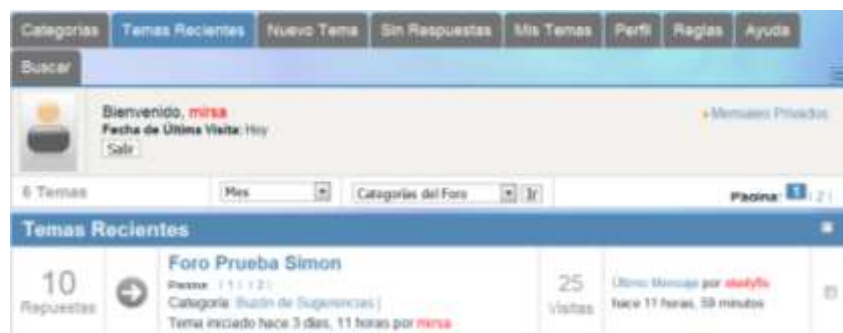 Categorias Temas Recientes Nuevo Tema Sin Respuestas Mis Temas Perfil Reglas Ayuda
Buscar
Bienvenido, mirsa
Fecha de Última Visita: Hoy
Mensajes Privados
Salir
6 Temas Mes Categorías del Foro Ir Pagina: 1 | 2 |
Temas Recientes
Foro Prueba Simon
10 Repuestas
Pagina | 1 | | 2 |
25 Visitas
Categoría: Buzón de Sugerencias |
Tema iniciado hace 3 días, 11 horas por mirsa
Último Mensaje por
hace 11 horas, 59 minutos